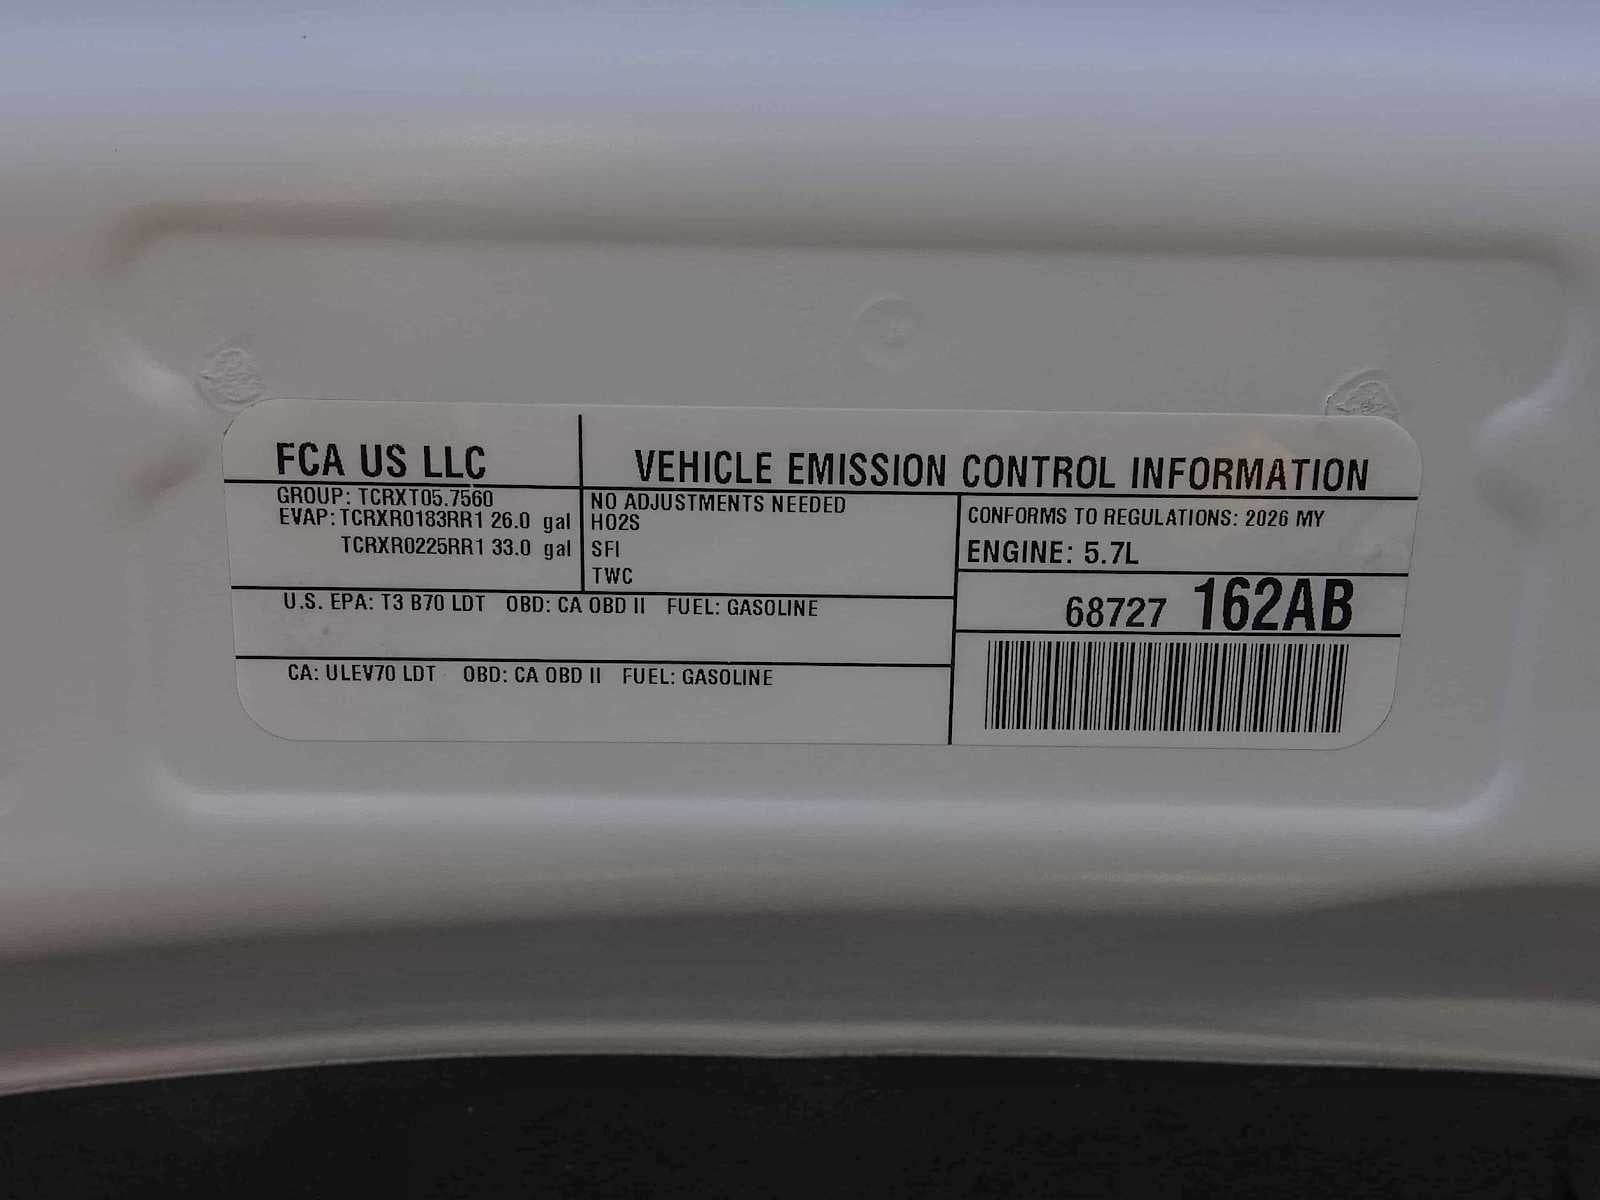 FCA US LLC
VEHICLE EMISSION CONTROL INFORMATION
GROUP: TCRXT05.7560
EVAP: TCRXR0183RR1 26.0 gal
TCRXR0225RR1 33.0 gal
NO ADJUSTMENTS NEEDED
HO2S
SFI
TWC
CONFORMS TO REGULATIONS: 2026 MY
ENGINE: 5.7L
68727 162AB
U.S. EPA: T3 B70 LDT OBD: CA OBD II FUEL: GASOLINE
CA: ULEV70 LDT OBD: CA OBD II FUEL: GASOLINE